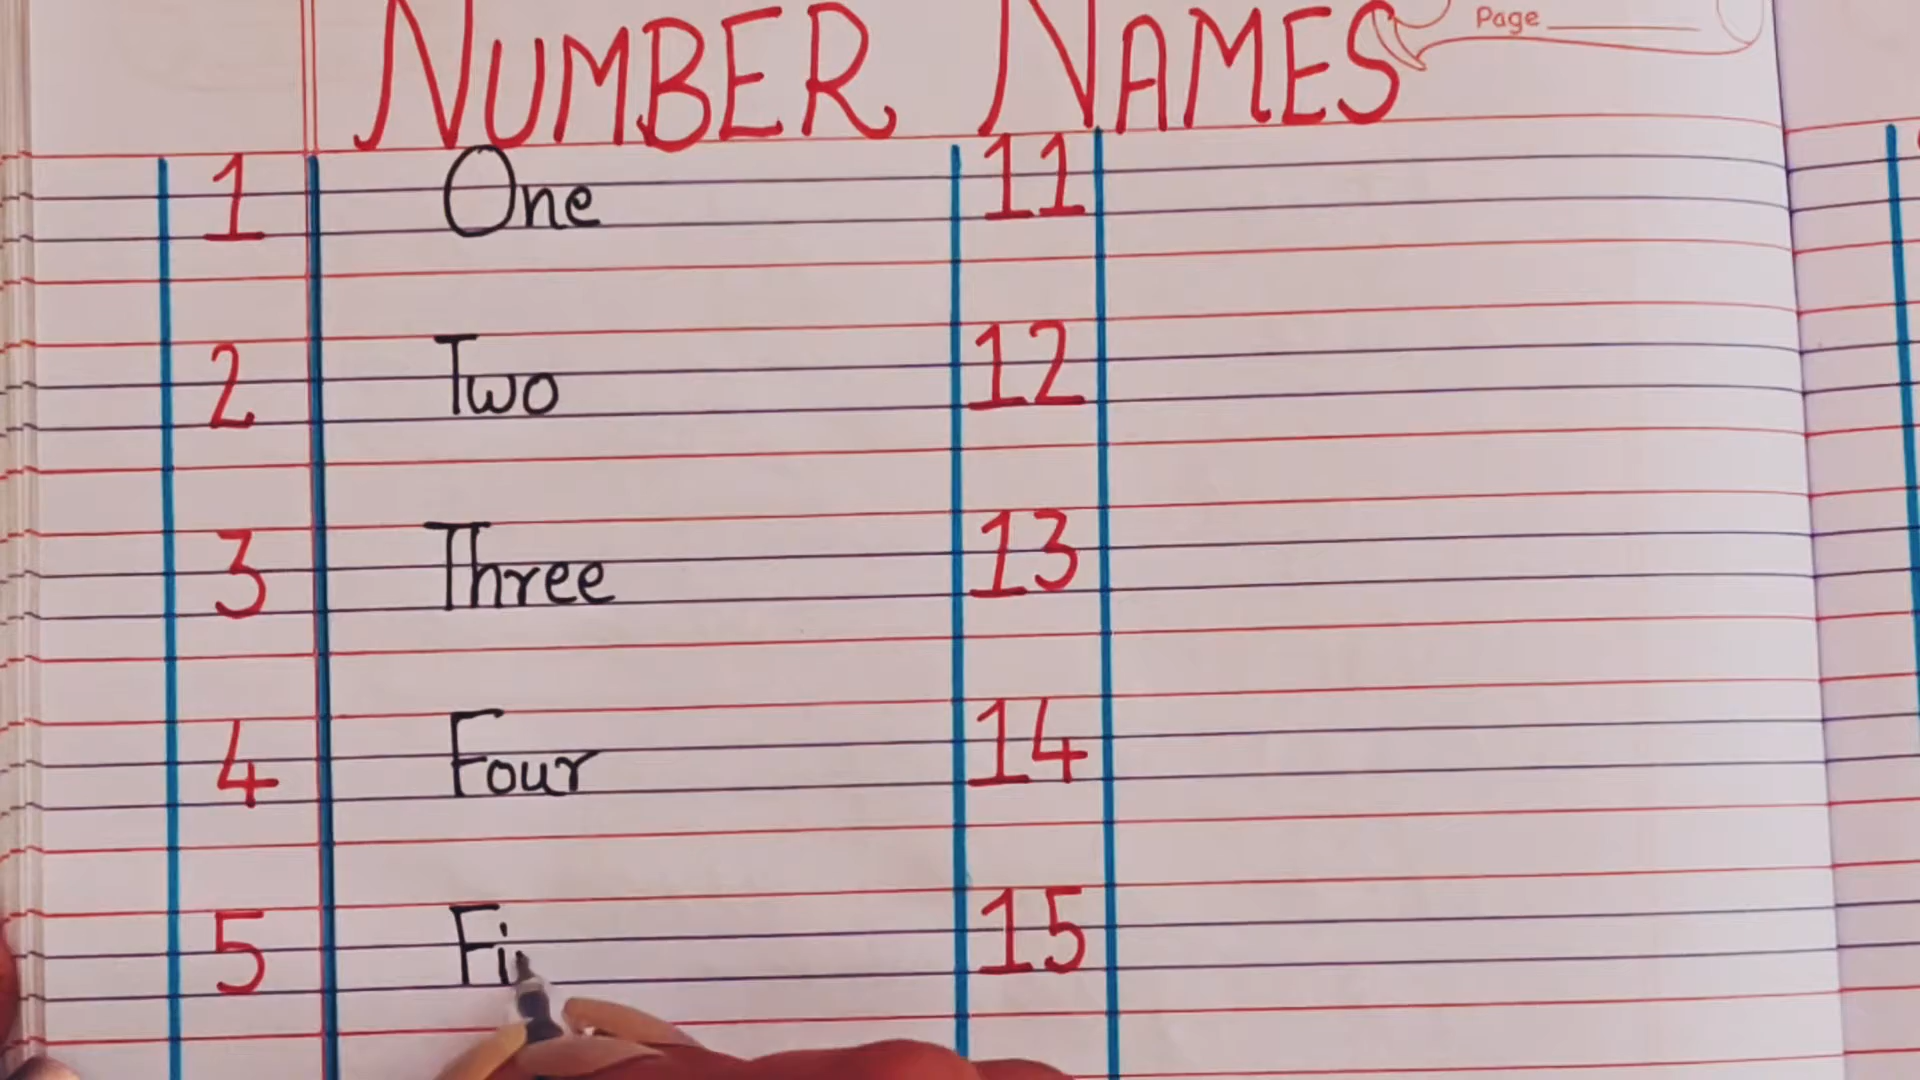 Page
NUMBER NAMES
1 One 11
2 Two 12
3 Three 13
4 Four 14
5 Fi 15